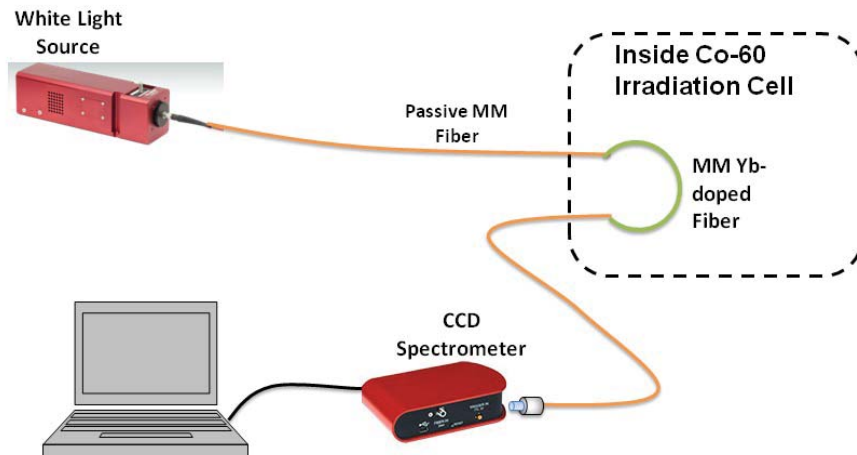 White Light
Source
Inside Co-60
Irradiation Cell
Passive MM
Fiber
MM Yb-
doped
Fiber
CCD
Spectrometer